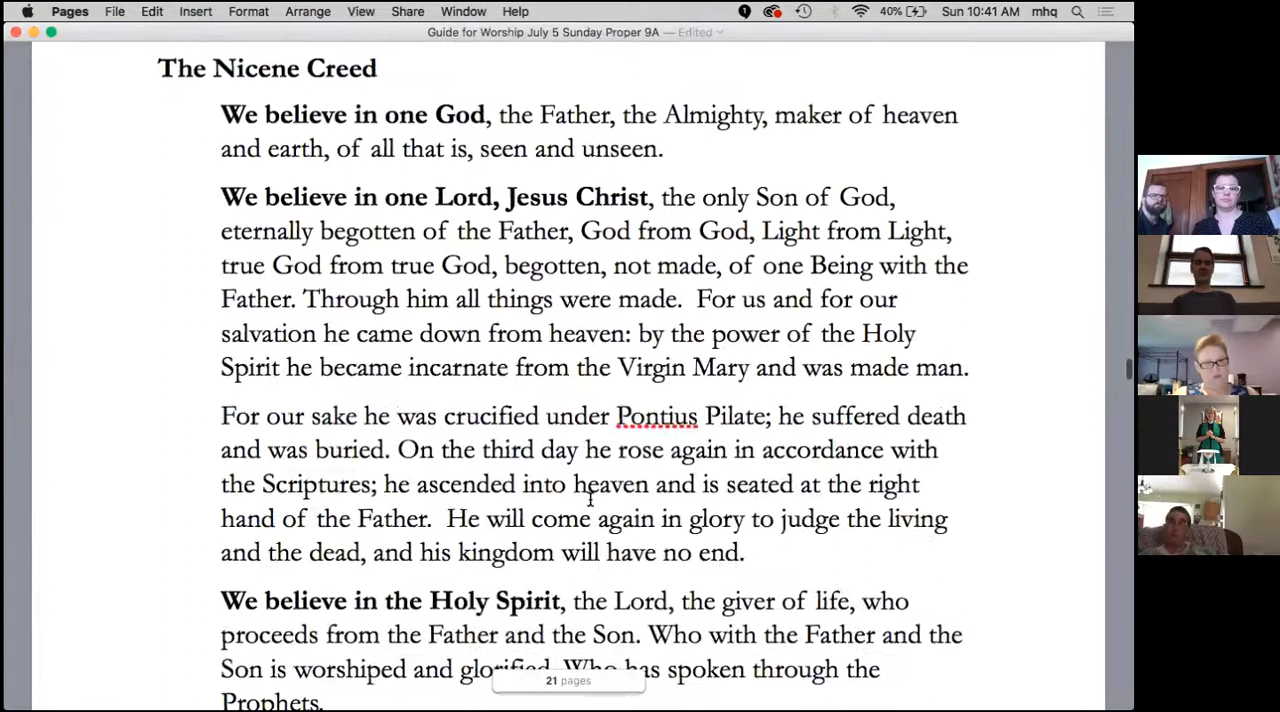 Pages File Edit Insert Format Arrange View Share Window Help 1 40% Sun 10:41 AM mhq
Guide for Worship July 5 Sunday Proper 9A — Edited
The Nicene Creed
We believe in one God, the Father, the Almighty, maker of heaven
and earth, of all that is, seen and unseen.
We believe in one Lord, Jesus Christ, the only Son of God,
eternally begotten of the Father, God from God, Light from Light,
true God from true God, begotten, not made, of one Being with the
Father. Through him all things were made. For us and for our
salvation he came down from heaven: by the power of the Holy
Spirit he became incarnate from the Virgin Mary and was made man.
For our sake he was crucified under Pontius Pilate; he suffered death
and was buried. On the third day he rose again in accordance with
the Scriptures; he ascended into heaven and is seated at the right
hand of the Father. He will come again in glory to judge the living
and the dead, and his kingdom will have no end.
We believe in the Holy Spirit, the Lord, the giver of life, who
proceeds from the Father and the Son. Who with the Father and the
Son is worshiped and glorified. Who has spoken through the
Prophets.
21 pages